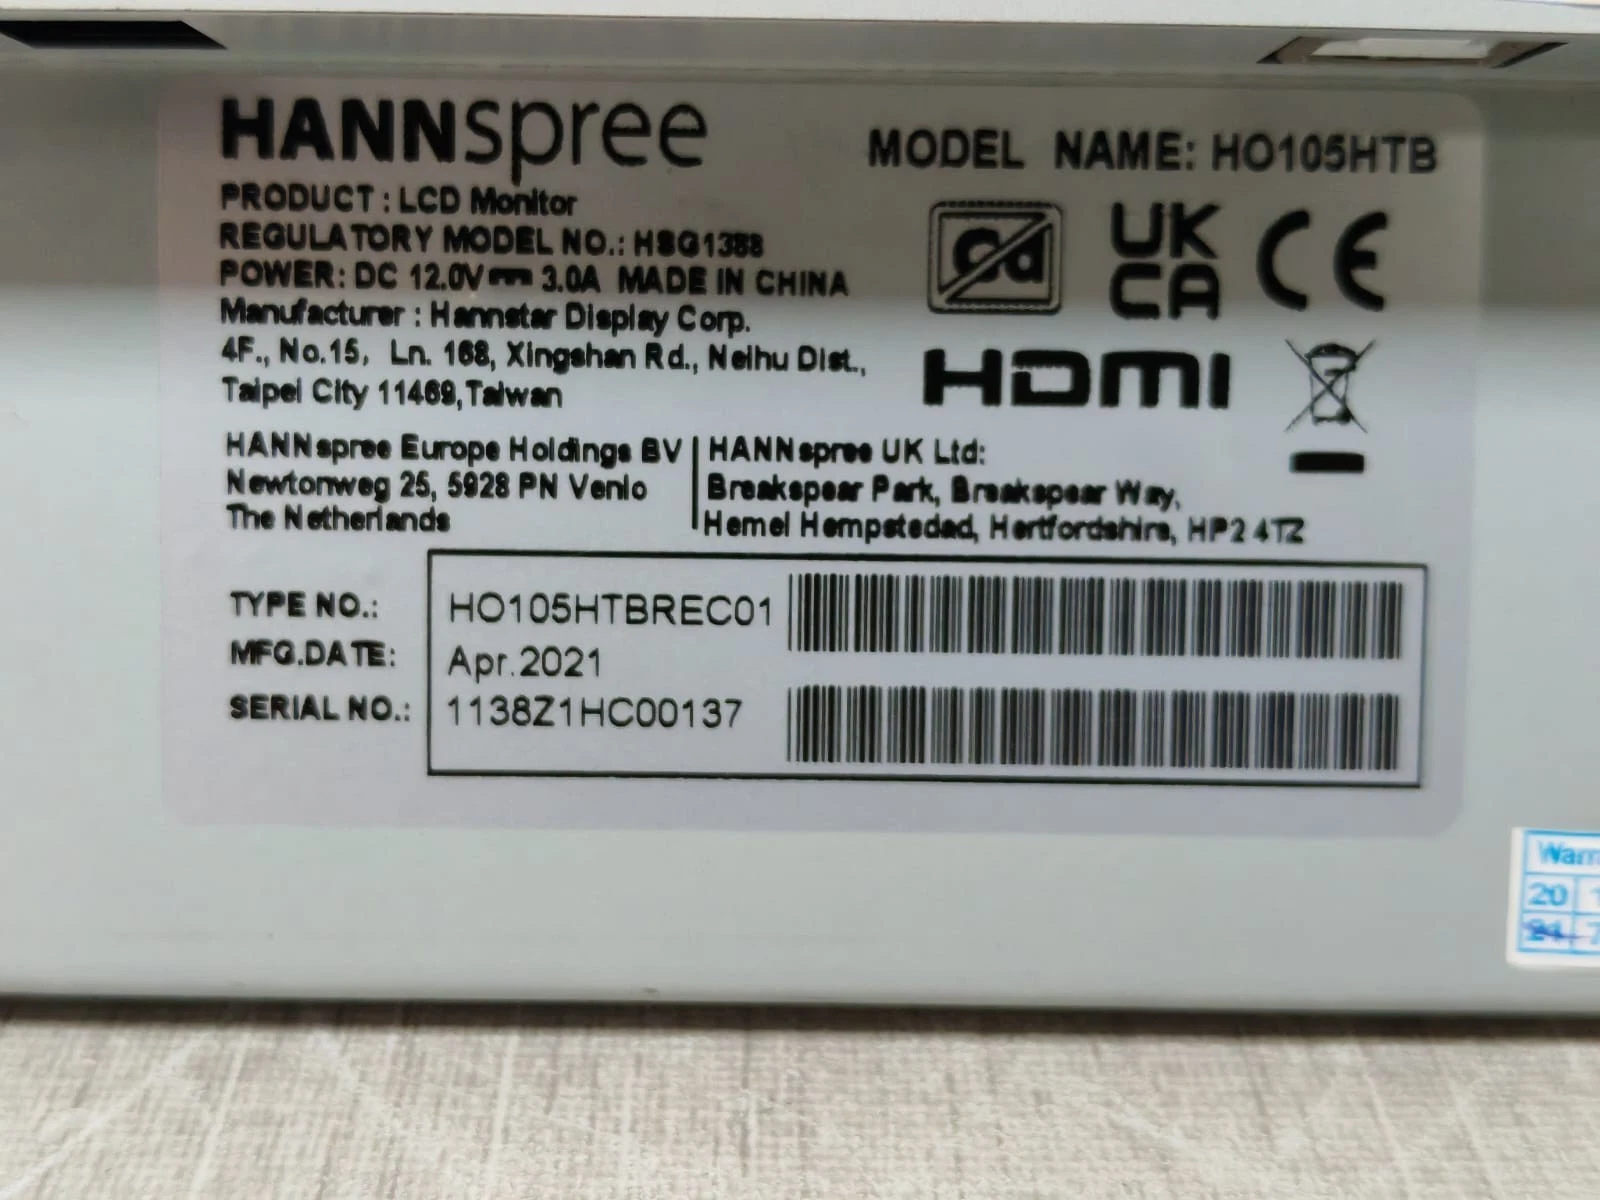 HANNspree
MODEL NAME: HO105HTB
PRODUCT : LCD Monitor
REGULATORY MODEL NO.: HSG1388
POWER: DC 12.0V 3.0A MADE IN CHINA
Manufacturer : Hannstar Display Corp.
4F., No.15, Ln. 168, Xingshan Rd., Neihu Dist.,
Taipei City 11469,Taiwan
Cd
UK
CA
CE
HDMI
HANNspree Europe Holdings BV
Newtonweg 25, 5928 PN Venlo
The Netherlands
HANNspree UK Ltd:
Breakspear Park, Breakspear Way,
Hemel Hempstedad, Hertfordshire, HP2 4TZ
TYPE NO.: HO105HTBREC01
MFG.DATE: Apr.2021
SERIAL NO.: 1138Z1HC00137
20